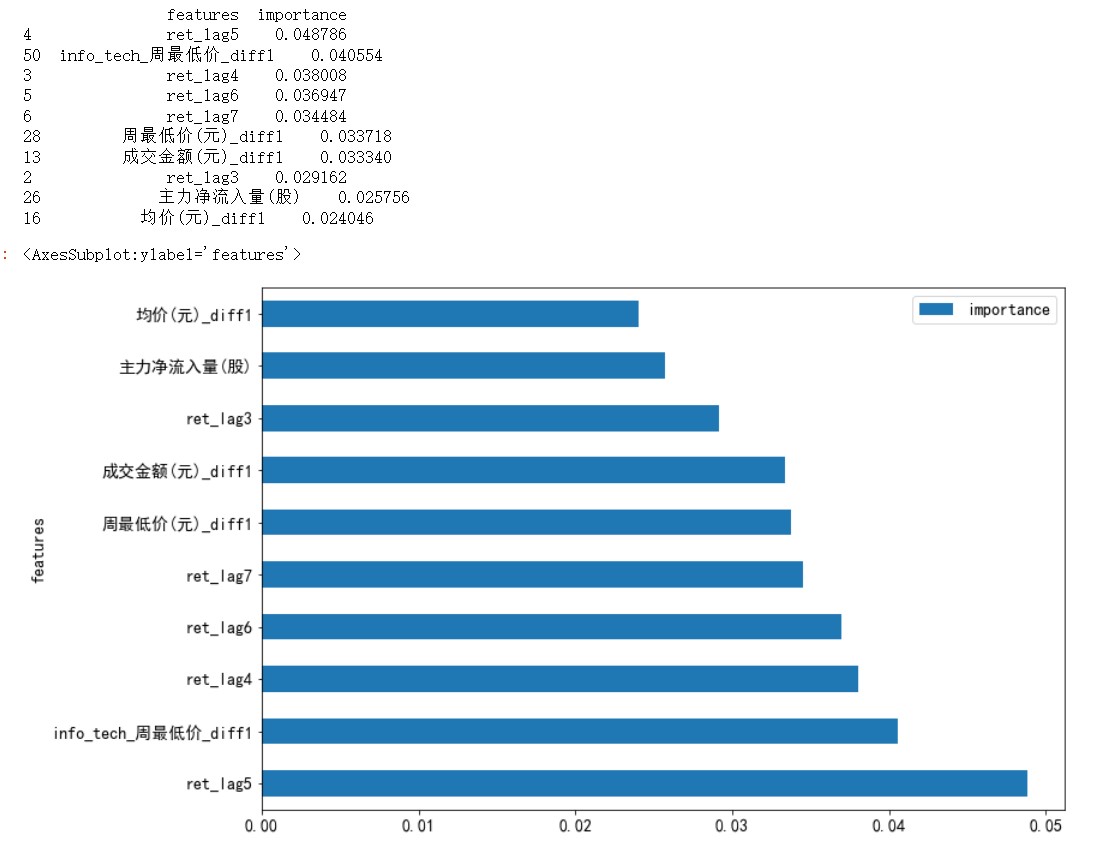 features importance
4 ret_lag5 0.048786
50 info_tech_周最低价_diff1 0.040554
3 ret_lag4 0.038008
5 ret_lag6 0.036947
6 ret_lag7 0.034484
28 周最低价(元)_diff1 0.033718
13 成交金额(元)_diff1 0.033340
2 ret_lag3 0.029162
26 主力净流入量(股) 0.025756
16 均价(元)_diff1 0.024046
: <AxesSubplot:ylabel='features'>
importance
均价(元)_diff1
主力净流入量(股)
ret_lag3
成交金额(元)_diff1
周最低价(元)_diff1
ret_lag7
ret_lag6
ret_lag4
info_tech_周最低价_diff1
ret_lag5
features
0.00 0.01 0.02 0.03 0.04 0.05